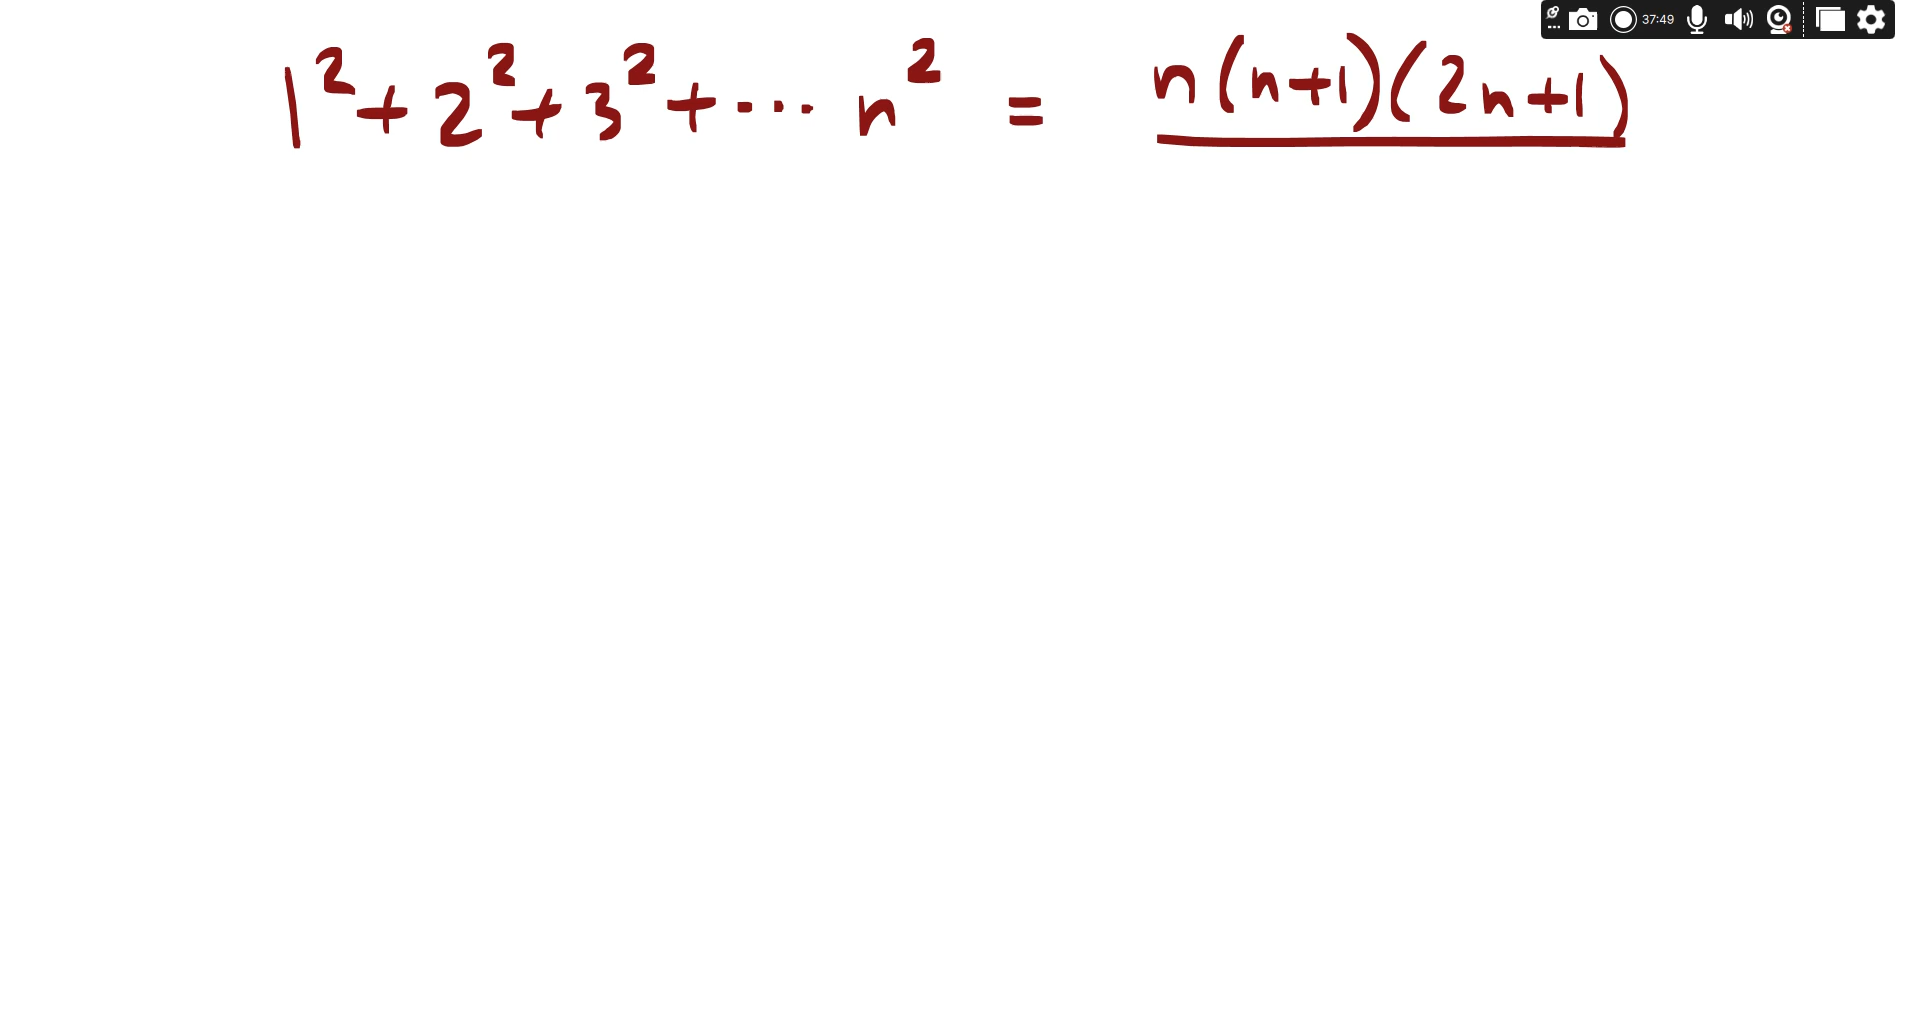 37:49
1² + 2² + 3² + ... n² = n(n+1)(2n+1)